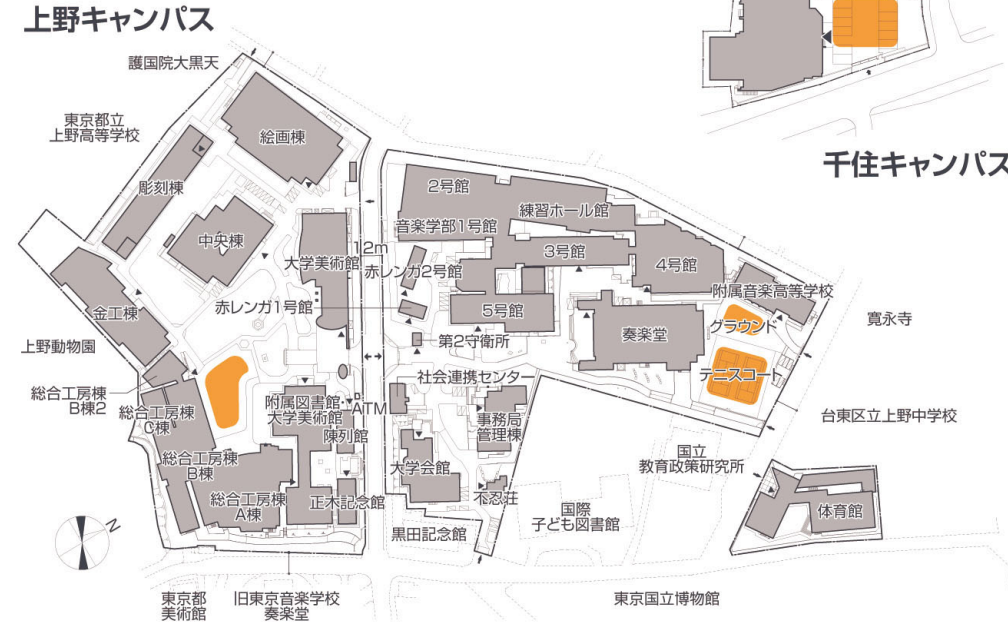 上野キャンパス
護国院大黒天
東京都立
上野高等学校
絵画棟
千住キャンパス
彫刻棟
2号館
練習ホール館
音楽学部1号館
中央棟
大学美術館
12m
赤レンガ2号館
3号館
4号館
附属音楽高等学校
赤レンガ1号館
5号館
金工棟
奏楽堂
グラウンド
寛永寺
第2守衛所
上野動物園
社会連携センター
テニスコート
総合工房棟
B棟2
総合工房棟
C棟
附属図書館・
大学美術館
ATM
陳列館
事務局
管理棟
台東区立上野中学校
国立
教育政策研究所
総合工房棟
B棟
大学会館
総合工房棟
A棟
正木記念館
不忍荘
国際
子ども図書館
体育館
N
黒田記念館
東京都
美術館
旧東京音楽学校
奏楽堂
東京国立博物館